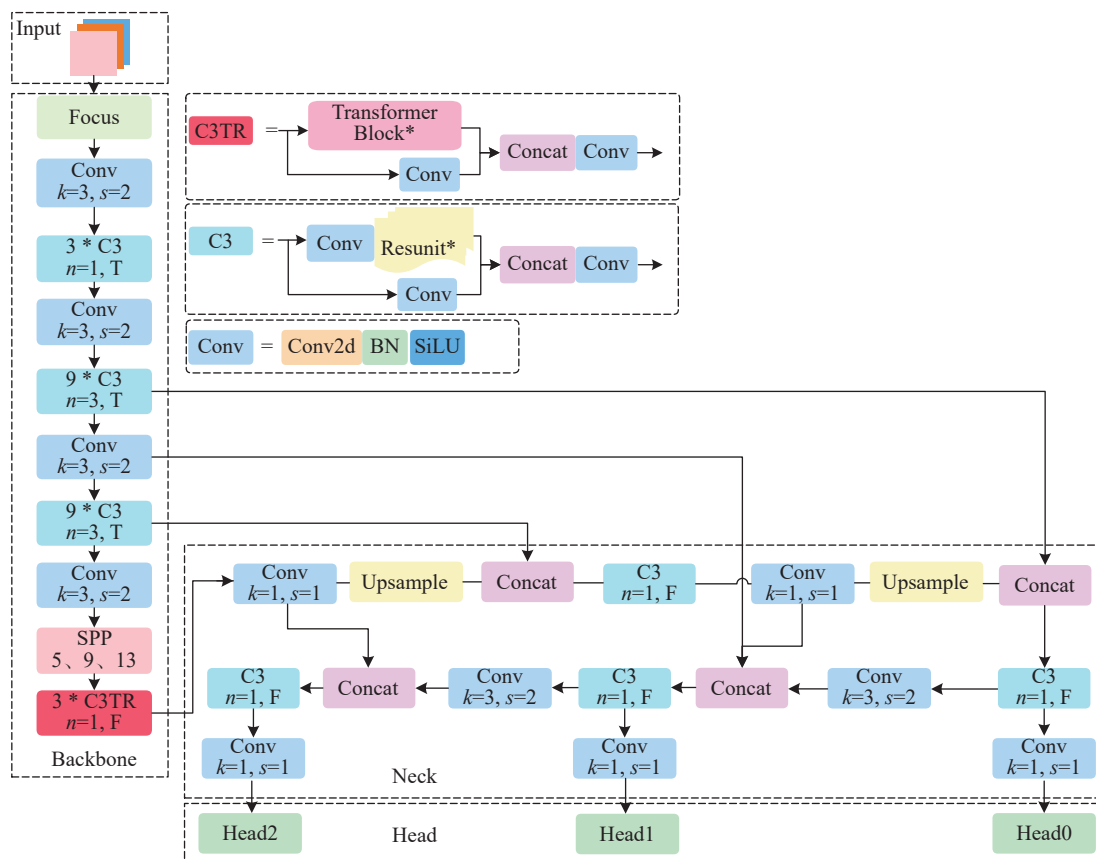 Input
Focus
Conv
k=3, s=2
3 * C3
n=1, T
Conv
k=3, s=2
9 * C3
n=3, T
Conv
k=3, s=2
9 * C3
n=3, T
Conv
k=3, s=2
SPP
5、9、13
3 * C3TR
n=1, F
Backbone
C3TR
=
Transformer
Block*
Conv
Concat
Conv
C3
=
Conv
Resunit*
Conv
Concat
Conv
Conv
=
Conv2d
BN
SiLU
Conv
k=1, s=1
Upsample
Concat
C3
n=1, F
Conv
k=1, s=1
Upsample
Concat
C3
n=1, F
Concat
Conv
k=3, s=2
C3
n=1, F
Concat
Conv
k=3, s=2
C3
n=1, F
Conv
k=1, s=1
Conv
k=1, s=1
Conv
k=1, s=1
Neck
Head2
Head
Head1
Head0